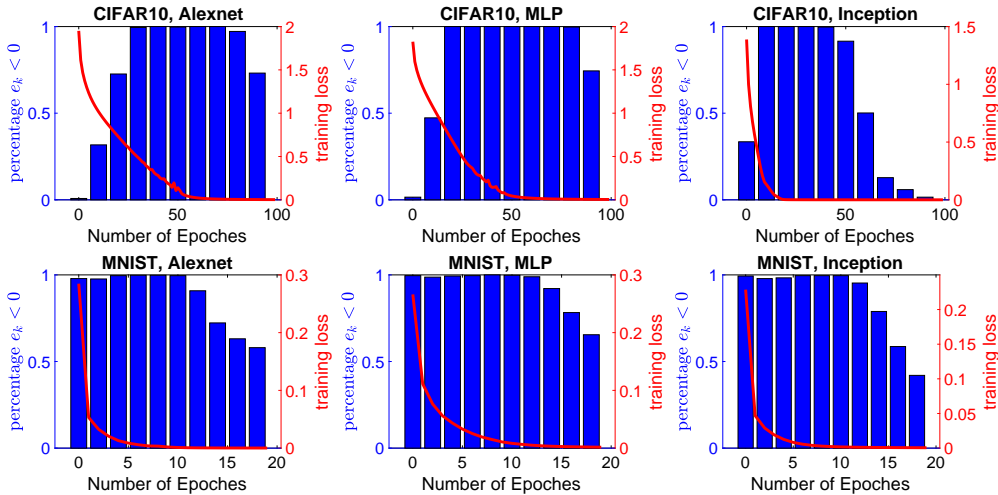 CIFAR10, Alexnet
percentage e_k < 0
1
0.5
0
2
1.5
1
0.5
0
training loss
0 50 100
Number of Epoches
CIFAR10, MLP
percentage e_k < 0
1
0.5
0
2
1.5
1
0.5
0
training loss
0 50 100
Number of Epoches
CIFAR10, Inception
percentage e_k < 0
1
0.5
0
1.5
1
0.5
0
training loss
0 50 100
Number of Epoches
MNIST, Alexnet
percentage e_k < 0
1
0.5
0
0.3
0.2
0.1
0
training loss
0 5 10 15 20
Number of Epoches
MNIST, MLP
percentage e_k < 0
1
0.5
0
0.3
0.2
0.1
0
training loss
0 5 10 15 20
Number of Epoches
MNIST, Inception
percentage e_k < 0
1
0.5
0
0.2
0.15
0.1
0.05
0
training loss
0 5 10 15 20
Number of Epoches